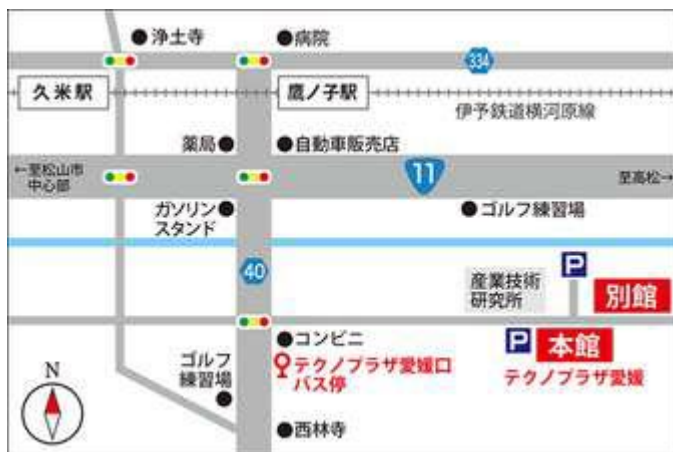 浄土寺
病院
334
久米駅
鷹ノ子駅
伊予鉄道横河原線
薬局
自動車販売店
←至松山市
中心部
11
至高松→
ガソリン
スタンド
ゴルフ練習場
40
産業技術
研究所
P
別館
コンビニ
P
本館
テクノプラザ愛媛口
バス停
テクノプラザ愛媛
ゴルフ
練習場
N
西林寺